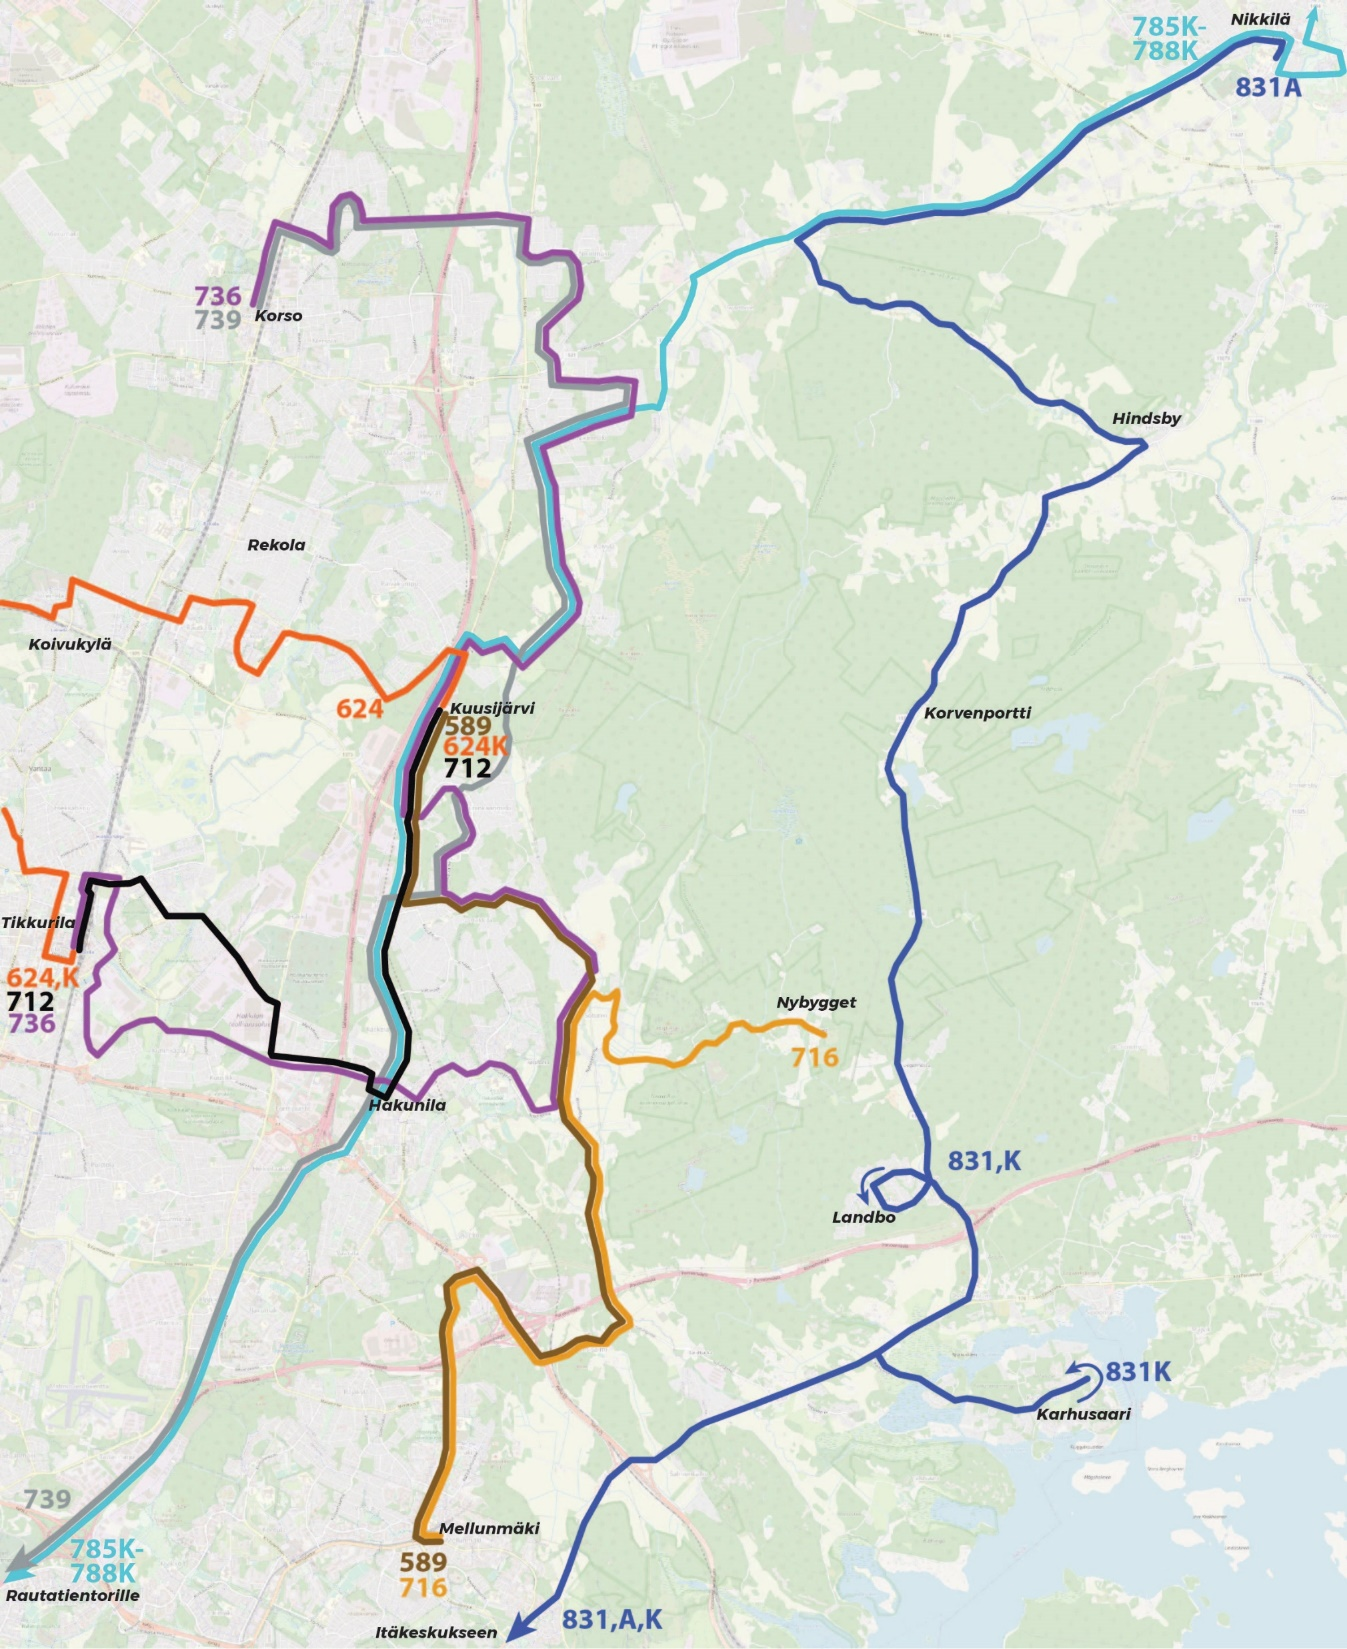 785K-
788K
Nikkilä
831A
736
739
Korso
Hindsby
Rekola
Koivukylä
624
Kuusijärvi
589
624K
712
Korvenportti
Tikkurila
624,K
712
736
Nybygget
716
Hakunila
831,K
Landbo
831K
Karhusaari
739
785K-
788K
Rautatientorille
Mellunmäki
589
716
Itäkeskukseen
831,A,K